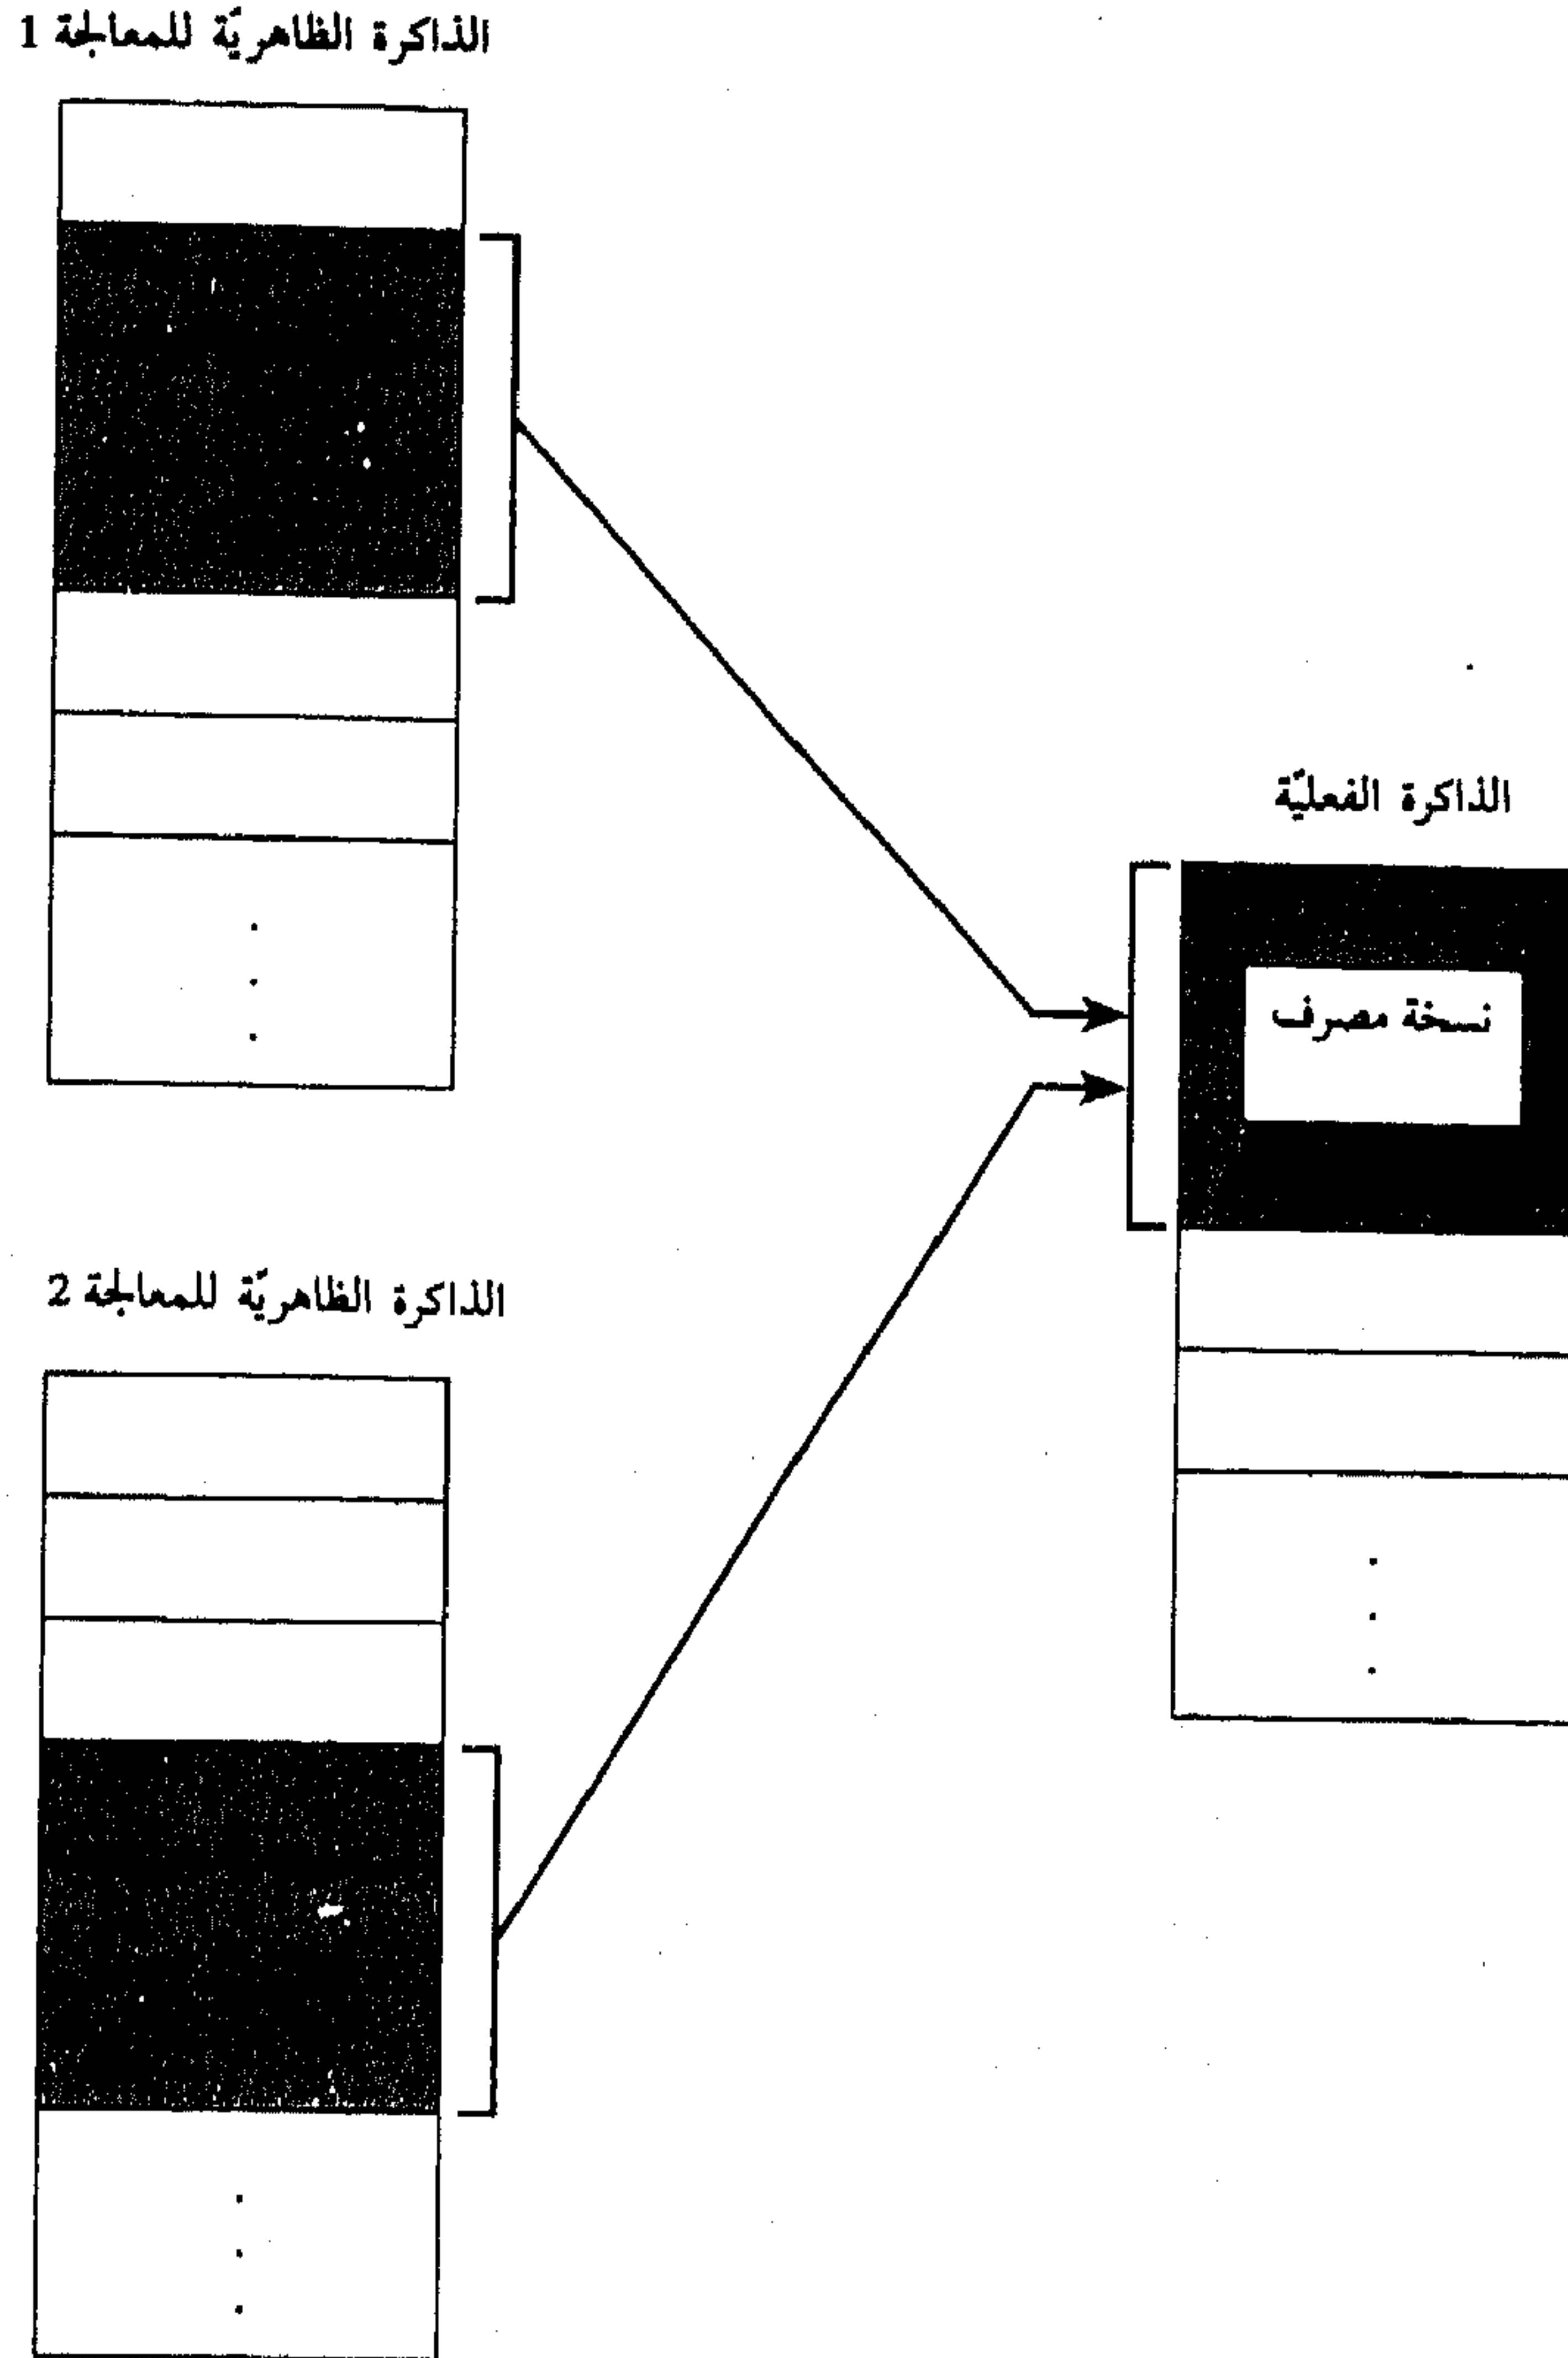 الذاكرة الظاهريّة للمعالجة 1
الذاكرة الفعليّة
نسخة مصرف
الذاكرة الظاهريّة للمعالجة 2